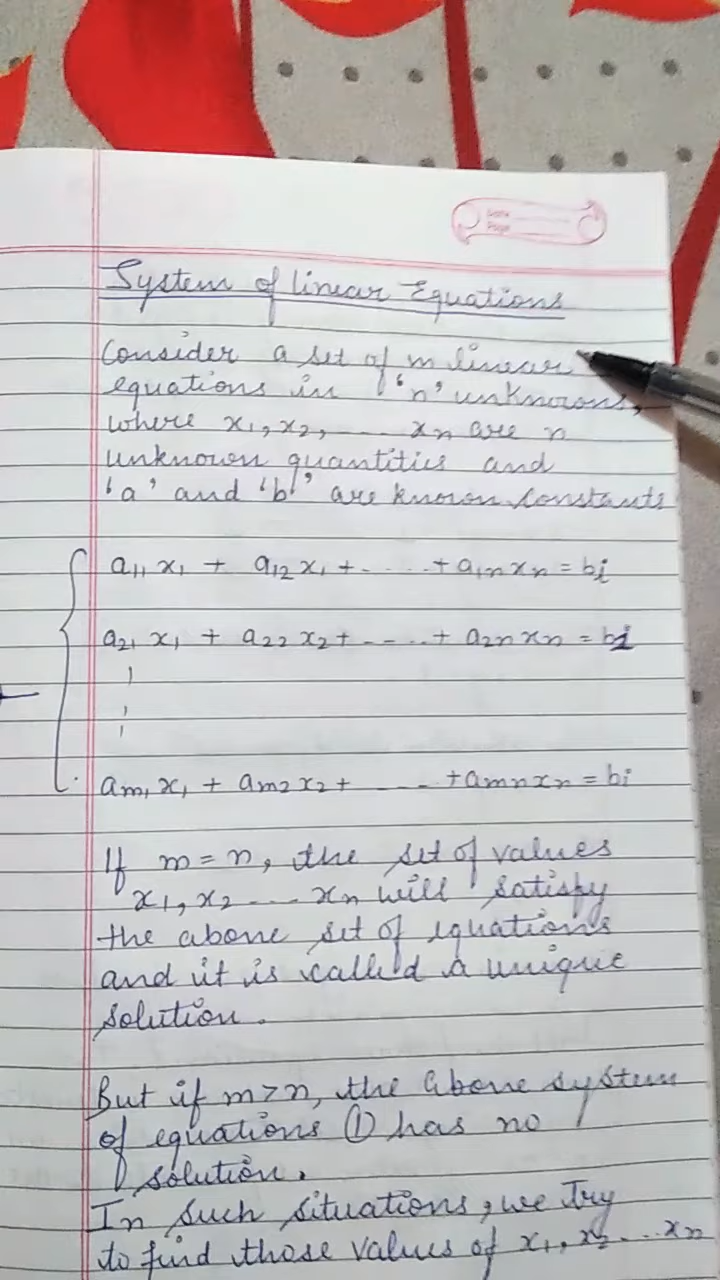 Date
Page
System of linear Equations
Consider a set of m linear
equations in 'n' unknowns,
where x₁, x₂, ..... xn are n
unknown quantities and
'a' and 'b' are known constants
a₁₁ x₁ + a₁₂ x₁ + ..... + a₁n xn = bi
a₂₁ x₁ + a₂₂ x₂ + ..... + a₂n xn = bi
am₁ x₁ + am₂ x₂ + ..... + amn xn = bi
If m = n, the set of values
x₁, x₂ .... xn will satisfy
the above set of equations
and it is called a unique
solution.
But if m > n, the above system
of equations ① has no
solution.
In such situations, we try
to find those values of x₁, x₂ ... xn